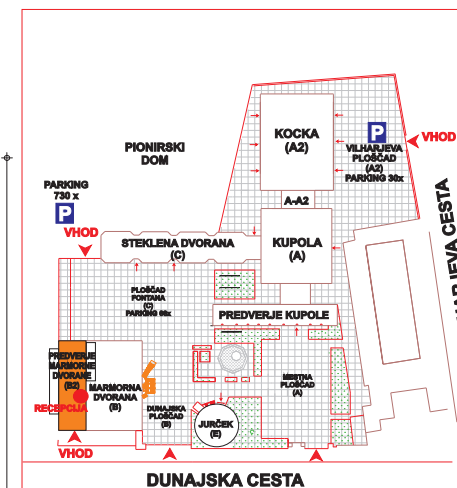 KOCKA
(A2)
P
VHOD
VILHARJEVA
PLOŠČAD
(A2)
PARKING 30x
PIONIRSKI
DOM
PARKING
730 x
P
VHOD
A-A2
STEKLENA DVORANA
(C)
KUPOLA
(A)
PLOŠČAD
FONTANA
(C)
PARKING 60x
PREDVERJE KUPOLE
PREDVERJE
MARMORNE
DVORANE
(B2)
MARMORNA
DVORANA
(B)
RECEPCIJA
DUNAJSKA
PLOŠČAD
(B)
MESTNA
PLOŠČAD
(A)
JURČEK
(E)
VHOD
CESTA
DUNAJSKA CESTA